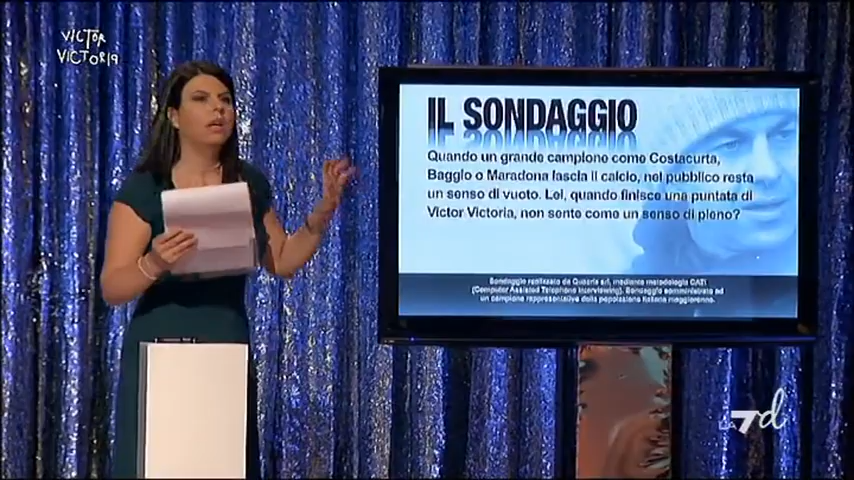 VICTOR
VICTORIA
IL SONDAGGIO
Quando un grande campione come Costacurta,
Baggio o Maradona lascia il calcio, nel pubblico resta
un senso di vuoto. Lei, quando finisce una puntata di
Victor Victoria, non sente come un senso di pieno?
Sondaggio realizzato da Quaeris srl, mediante metodologia CATI
(Computer Assisted Telephone Interviewing). Sondaggio somministrato ad
un campione rappresentativo della popolazione italiana maggiorenne.
LA7d